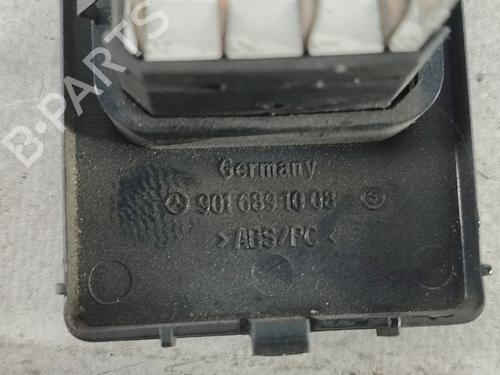 B-PARTS
Germany
901 689 10 08
>ABS/PC<